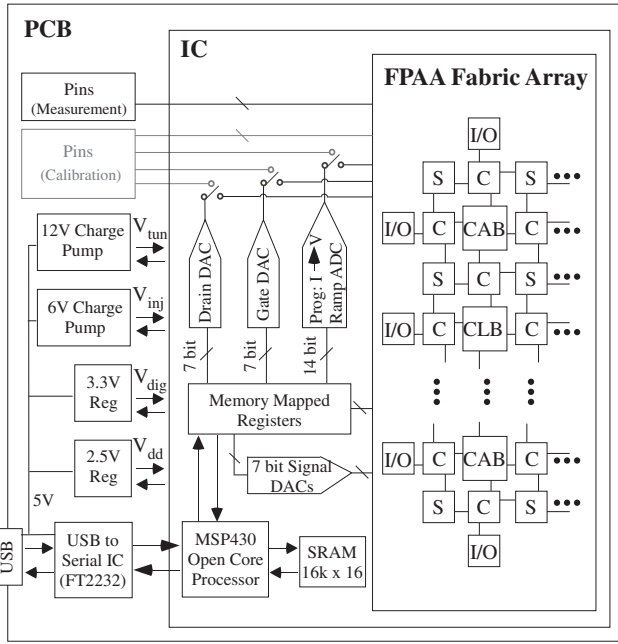 PCB
IC
FPAA Fabric Array
Pins
(Measurement)
Pins
(Calibration)
12V Charge
Pump
V_tun
6V Charge
Pump
V_inj
3.3V
Reg
V_dig
2.5V
Reg
V_dd
5V
USB
USB to
Serial IC
(FT2232)
Drain DAC
Gate DAC
Prog: I → V
Ramp ADC
7 bit
7 bit
14 bit
Memory Mapped
Registers
7 bit Signal
DACs
MSP430
Open Core
Processor
SRAM
16k x 16
I/O
S C S •••
I/O C CAB C •••
S C S •••
I/O C CLB C •••
I/O C CAB C •••
S C S •••
I/O